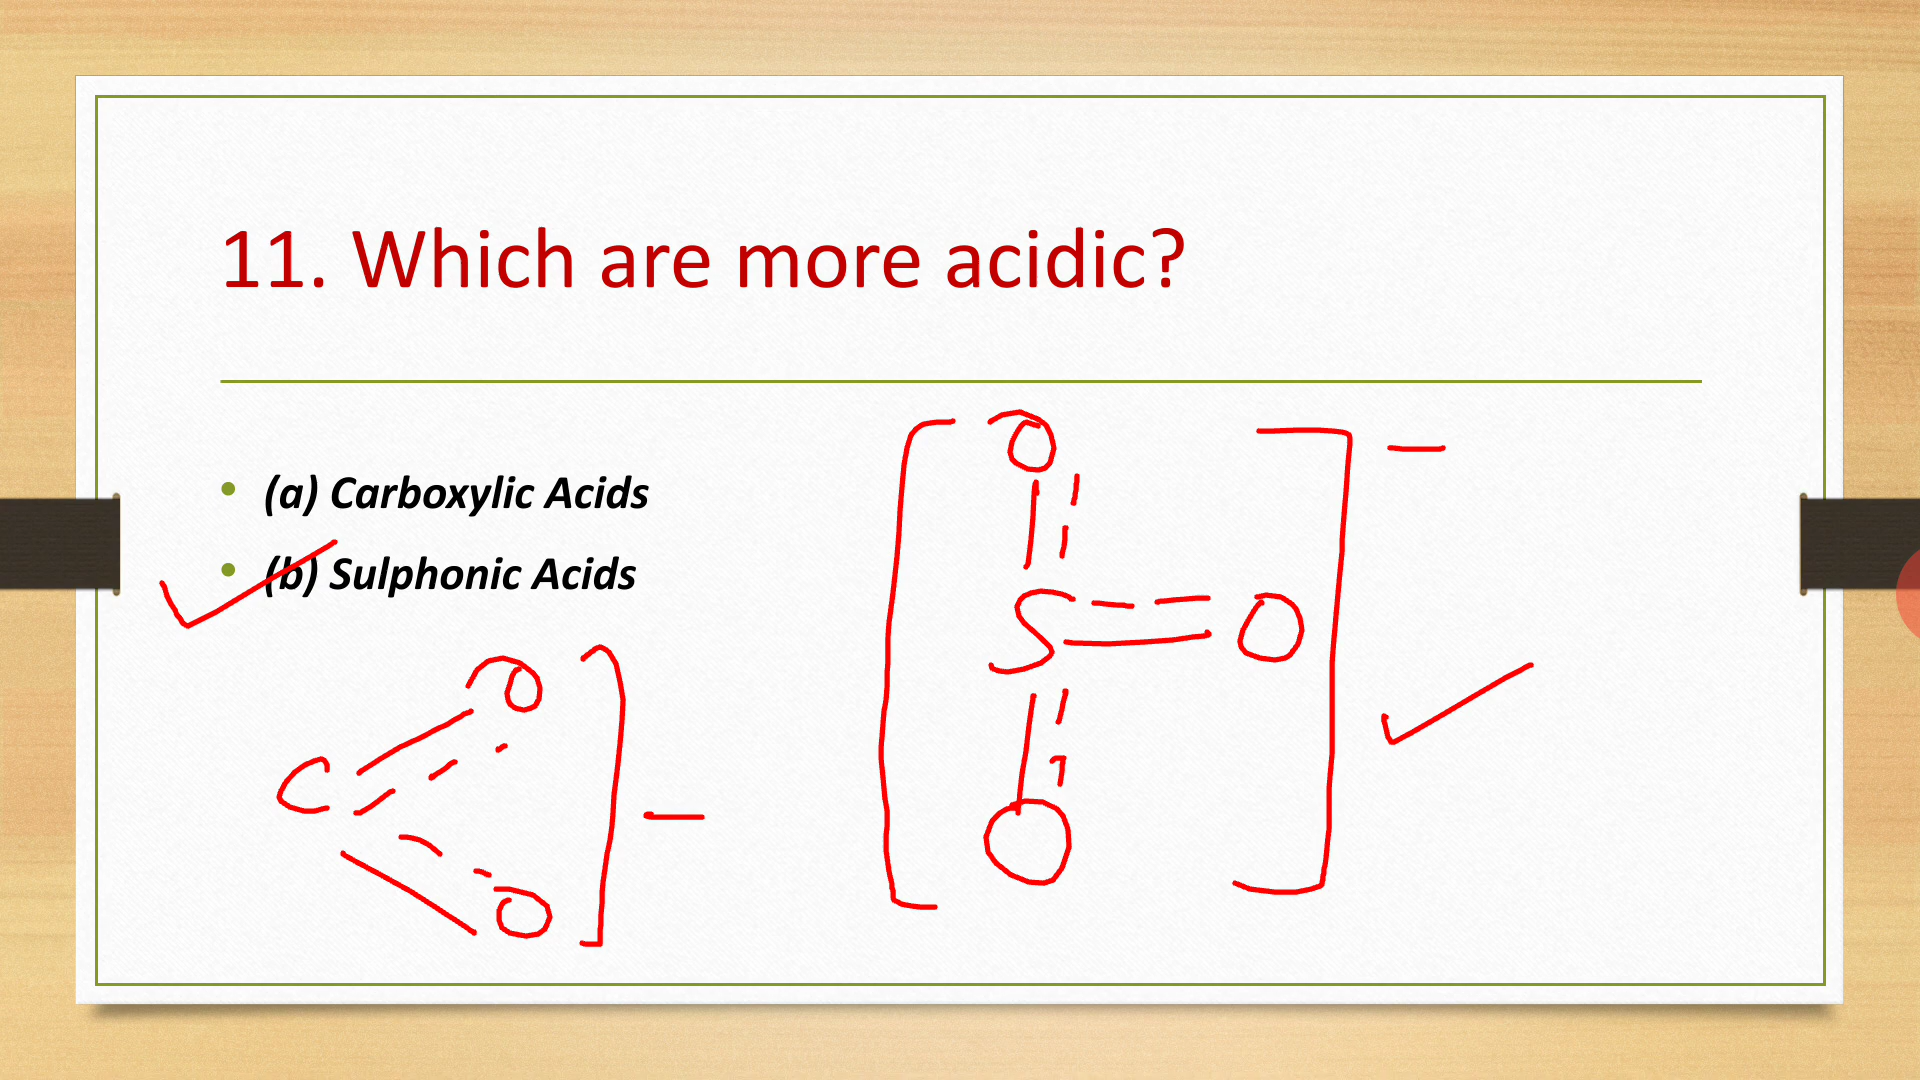 11. Which are more acidic?
(a) Carboxylic Acids
(b) Sulphonic Acids
O
S O
O
O
C
O